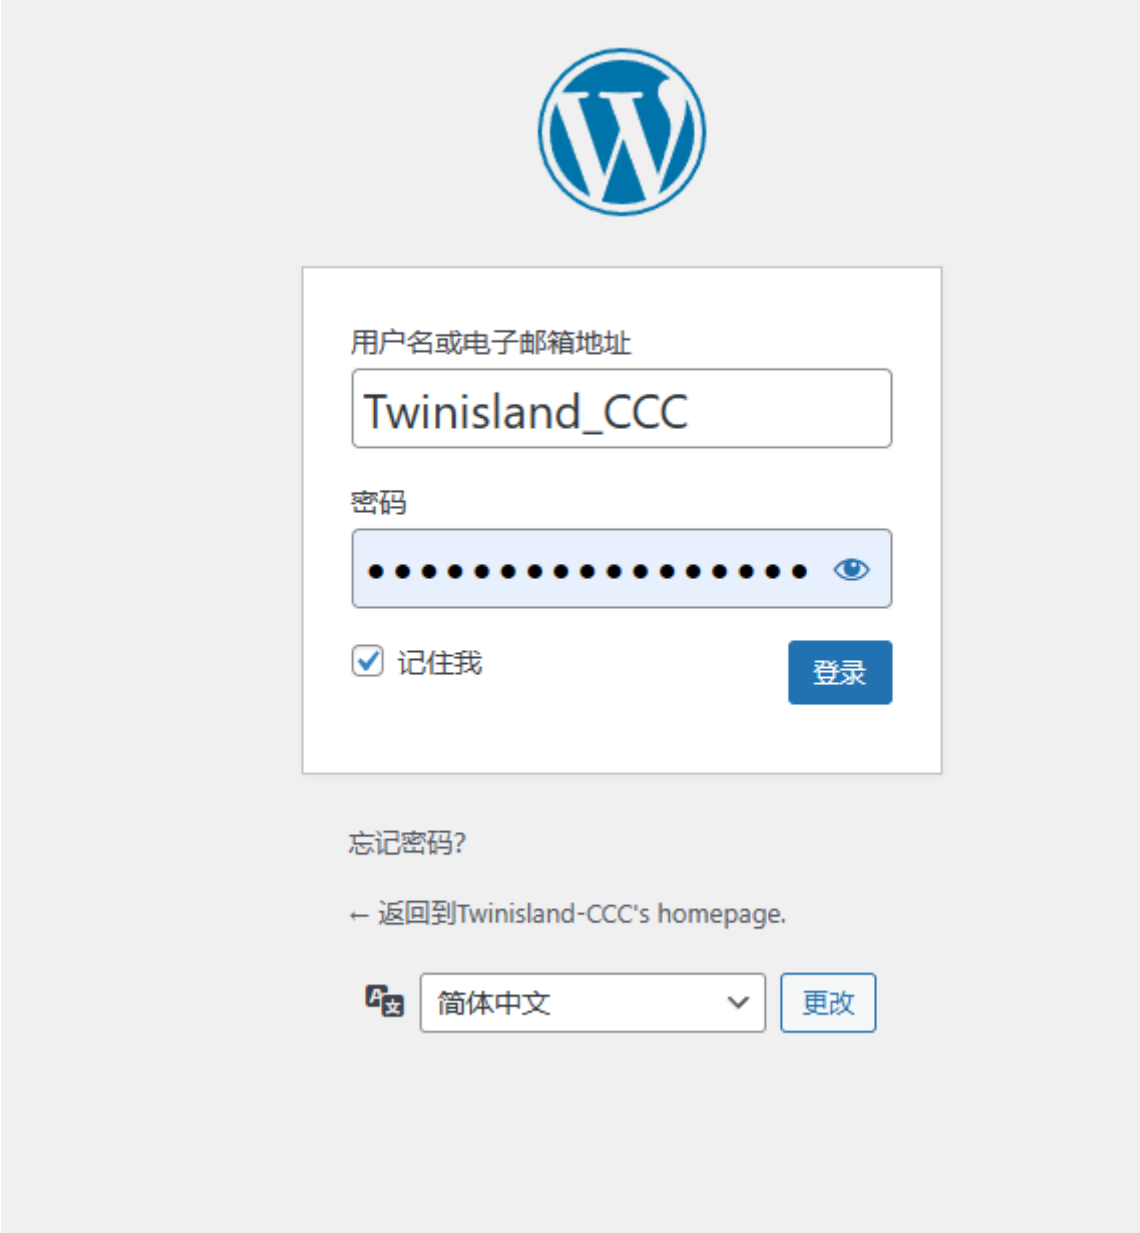 用户名或电子邮箱地址
Twinisland_CCC
密码
记住我
登录
忘记密码?
← 返回到Twinisland-CCC's homepage.
简体中文
更改